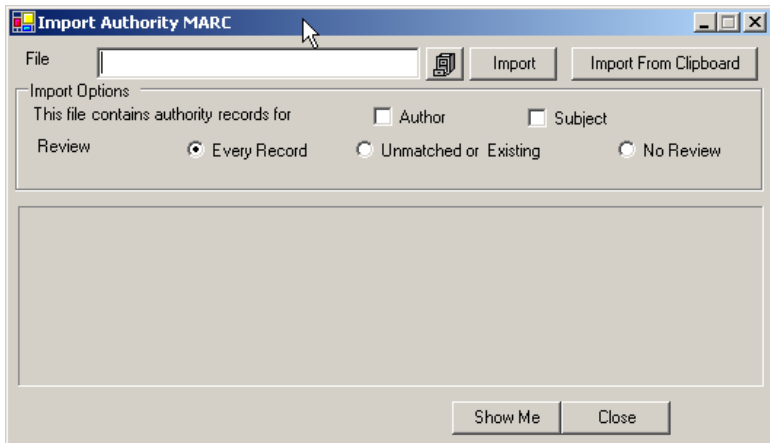 Import Authority MARC
File Import Import From Clipboard
Import Options
This file contains authority records for Author Subject
Review Every Record Unmatched or Existing No Review
Show Me Close